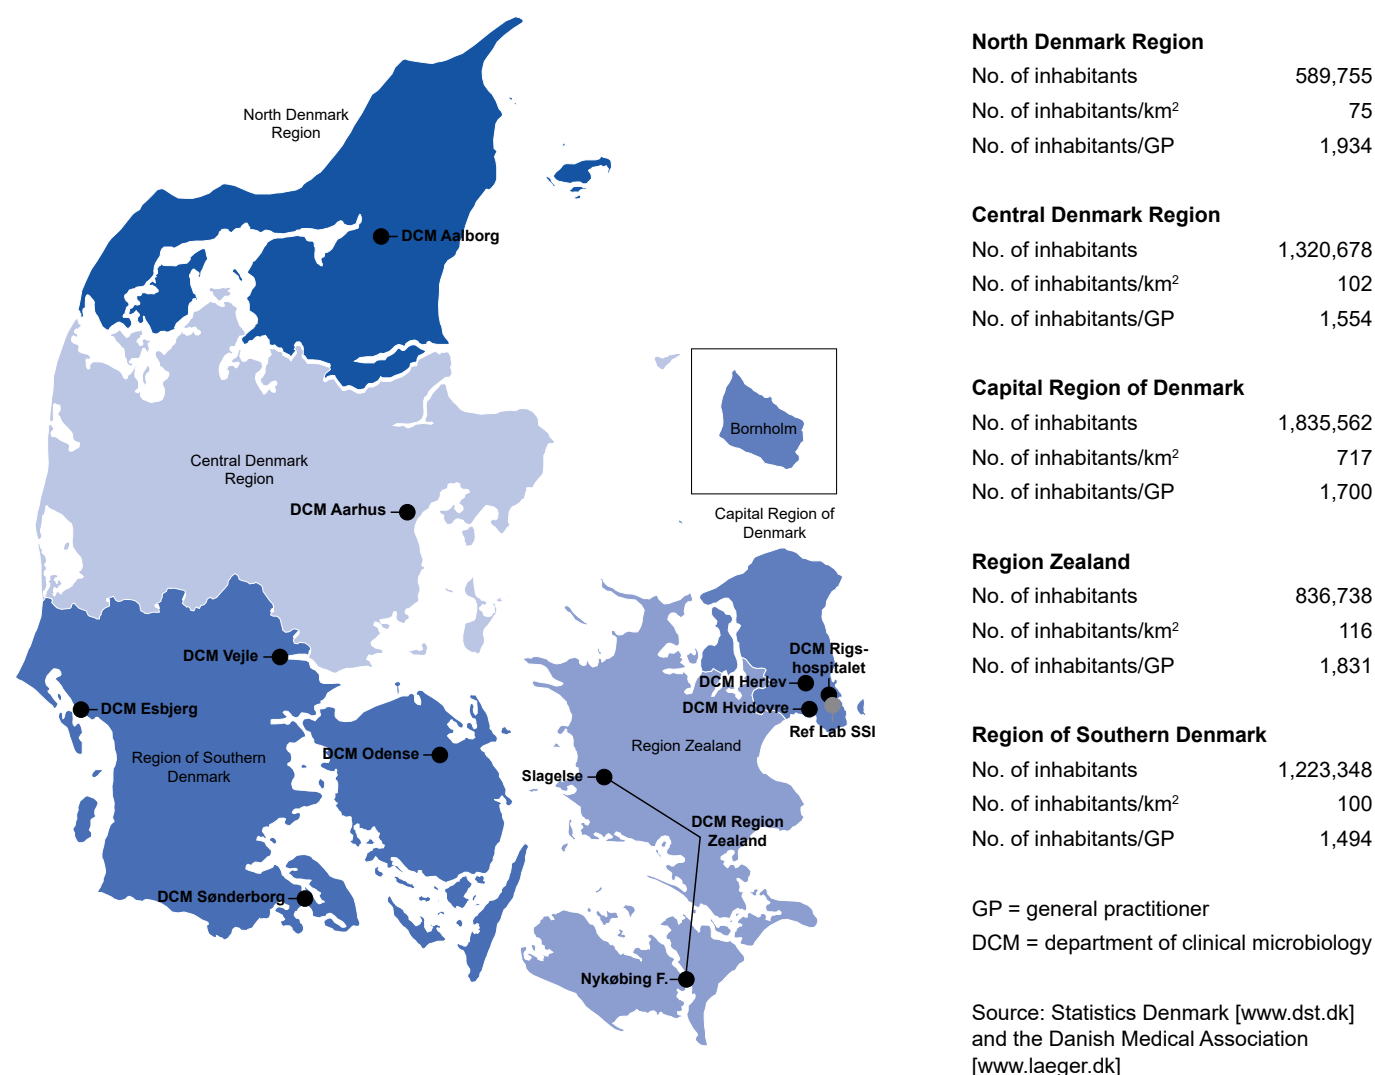 North Denmark
Region
DCM Aalborg
Central Denmark
Region
DCM Aarhus
Bornholm
Capital Region of
Denmark
DCM Vejle
DCM Esbjerg
Region of Southern
Denmark
DCM Odense
DCM Sønderborg
DCM Rigs-
hospitalet
DCM Herlev
DCM Hvidovre
Ref Lab SSI
Region Zealand
Slagelse
DCM Region
Zealand
Nykøbing F.
North Denmark Region
No. of inhabitants 589,755
No. of inhabitants/km² 75
No. of inhabitants/GP 1,934
Central Denmark Region
No. of inhabitants 1,320,678
No. of inhabitants/km² 102
No. of inhabitants/GP 1,554
Capital Region of Denmark
No. of inhabitants 1,835,562
No. of inhabitants/km² 717
No. of inhabitants/GP 1,700
Region Zealand
No. of inhabitants 836,738
No. of inhabitants/km² 116
No. of inhabitants/GP 1,831
Region of Southern Denmark
No. of inhabitants 1,223,348
No. of inhabitants/km² 100
No. of inhabitants/GP 1,494
GP = general practitioner
DCM = department of clinical microbiology
Source: Statistics Denmark [www.dst.dk]
and the Danish Medical Association
[www.laeger.dk]